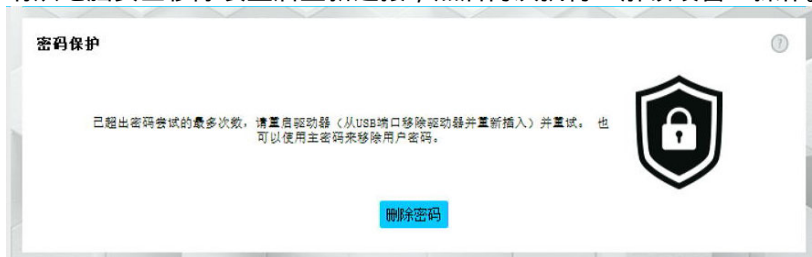 密码保护
已超出密码尝试的最多次数，请重启驱动器（从USB端口移除驱动器并重新插入）并重试。 也
可以使用主密码来移除用户密码。
删除密码